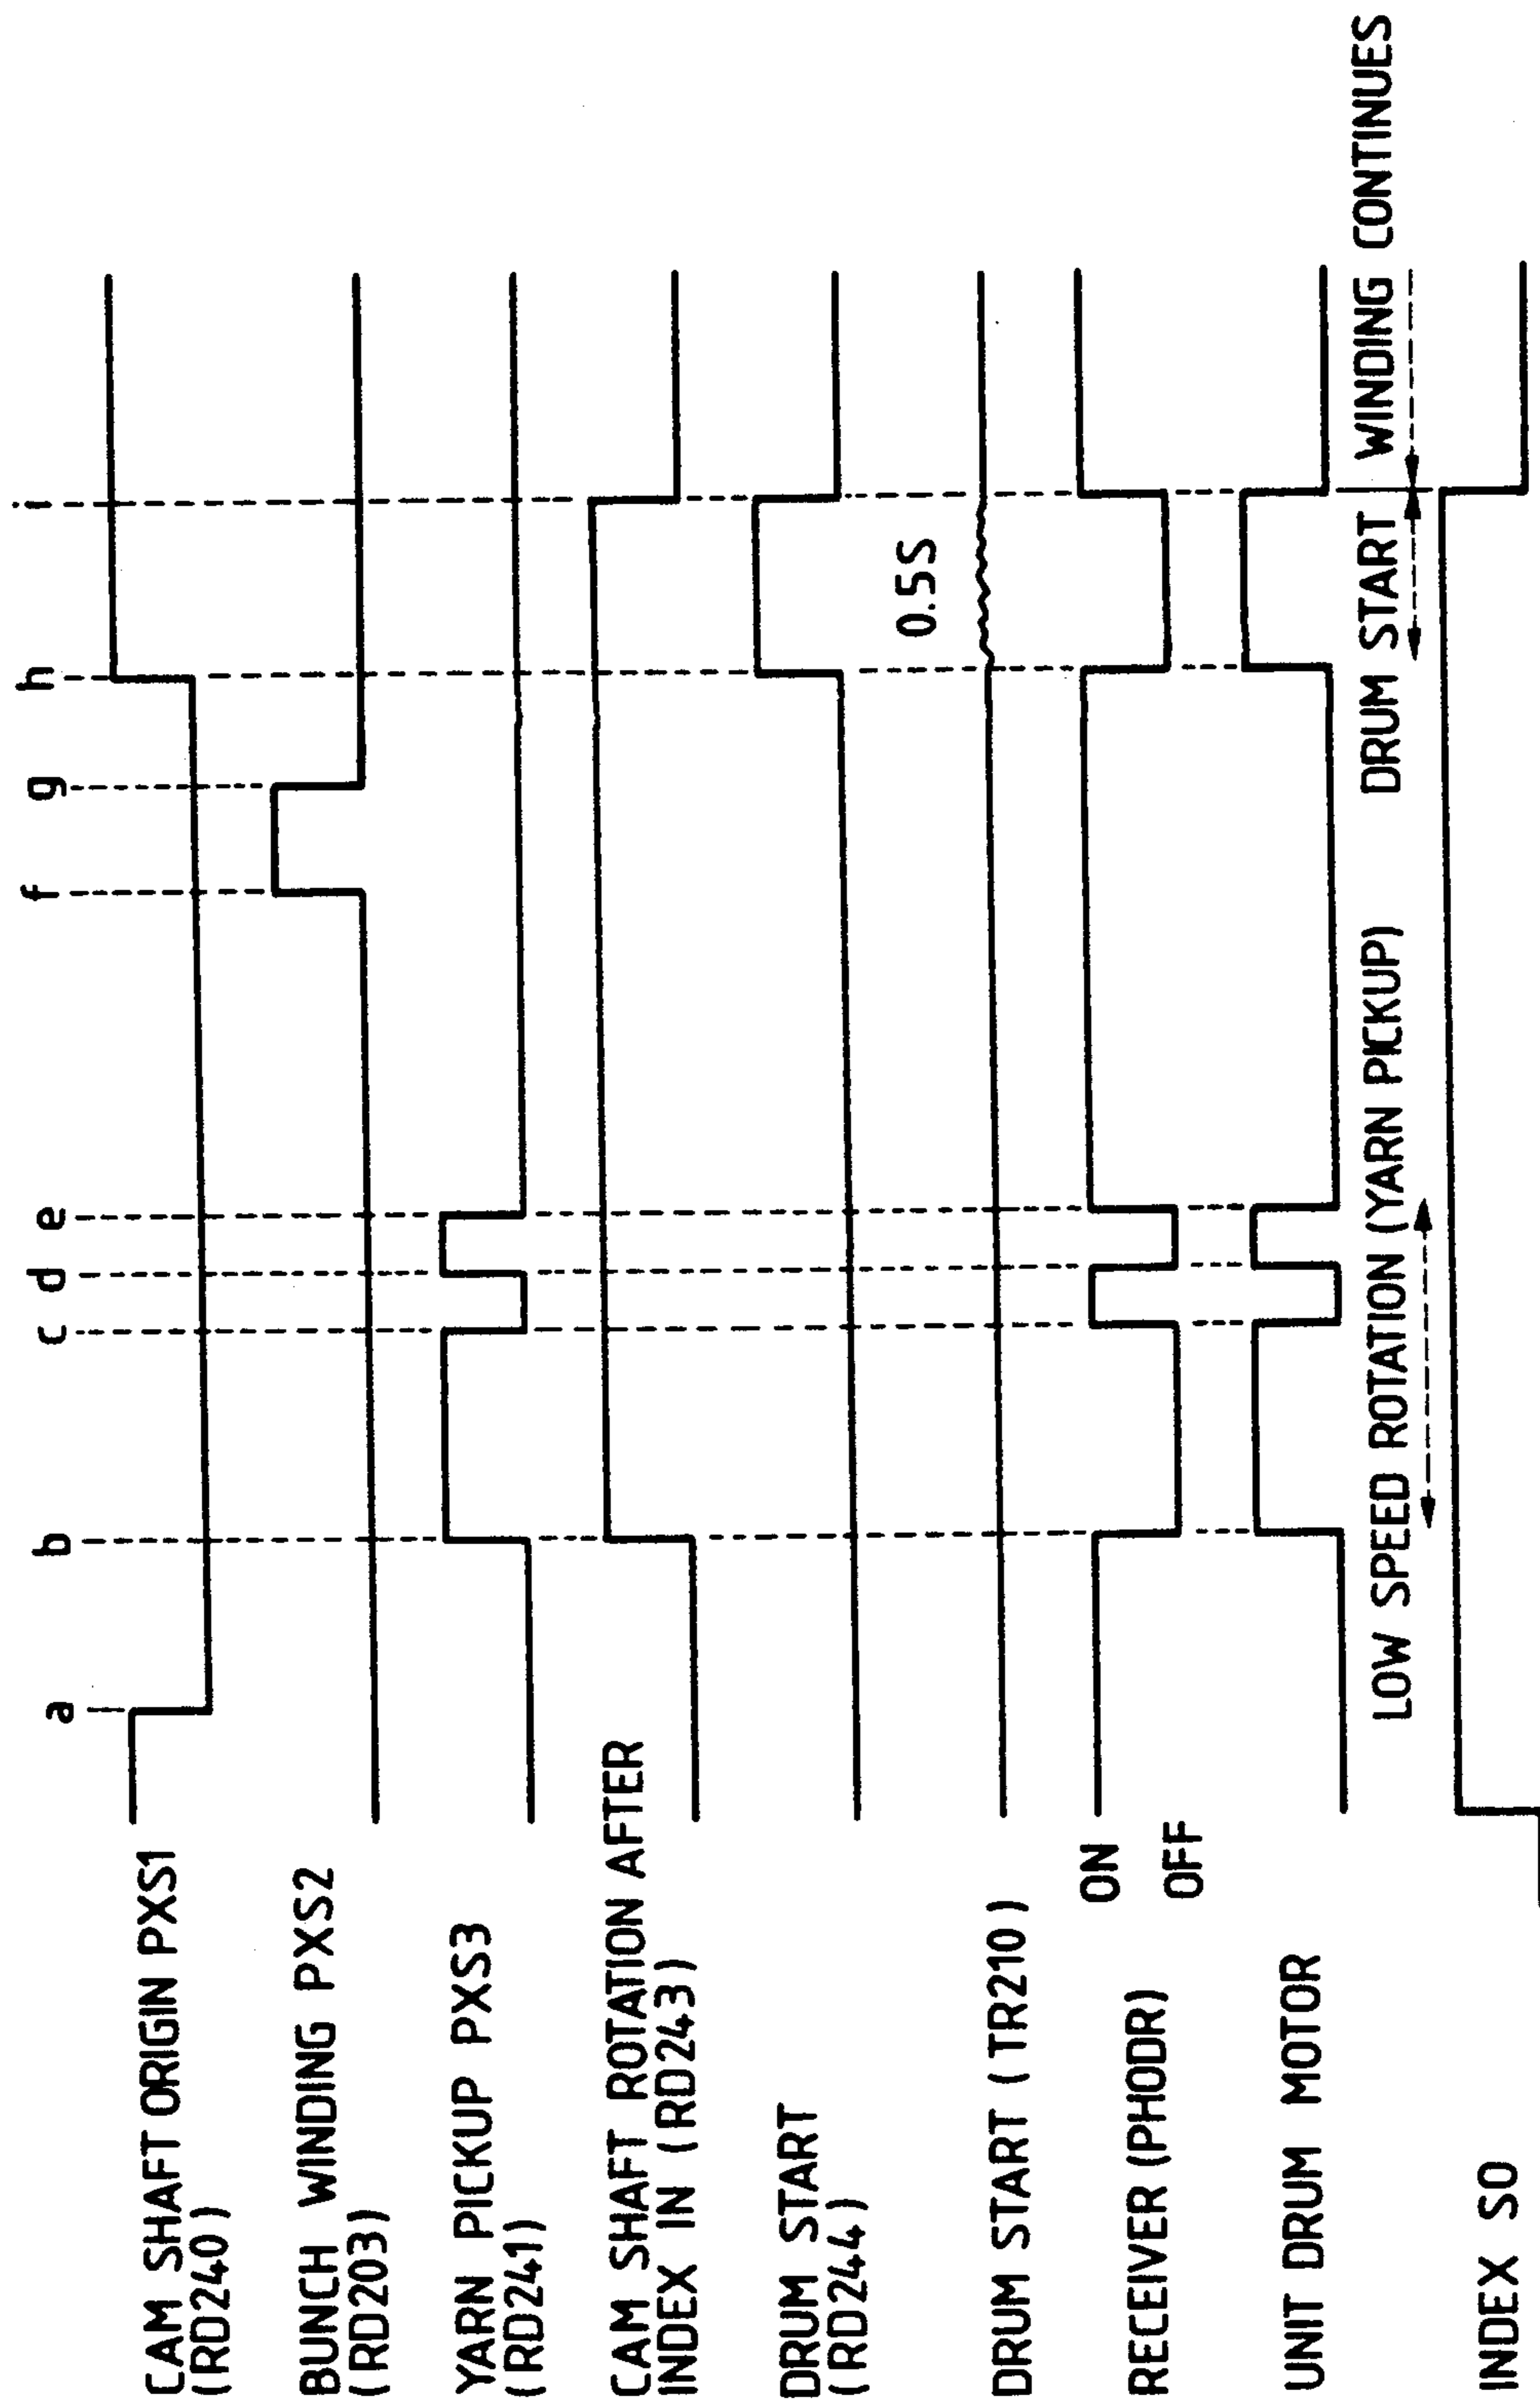 a
b
c
d
e
f
g
h
i
CAM SHAFT ORIGIN PXS1
(RD240)
BUNCH WINDING PXS2
(RD203)
YARN PICKUP PXS3
(RD241)
CAM SHAFT ROTATION AFTER
INDEX IN (RD243)
DRUM START
(RD244)
0.5S
DRUM START (TR210)
RECEIVER (PHODR)
ON
OFF
UNIT DRUM MOTOR
LOW SPEED ROTATION (YARN PICKUP)
DRUM START
WINDING CONTINUES
INDEX SO